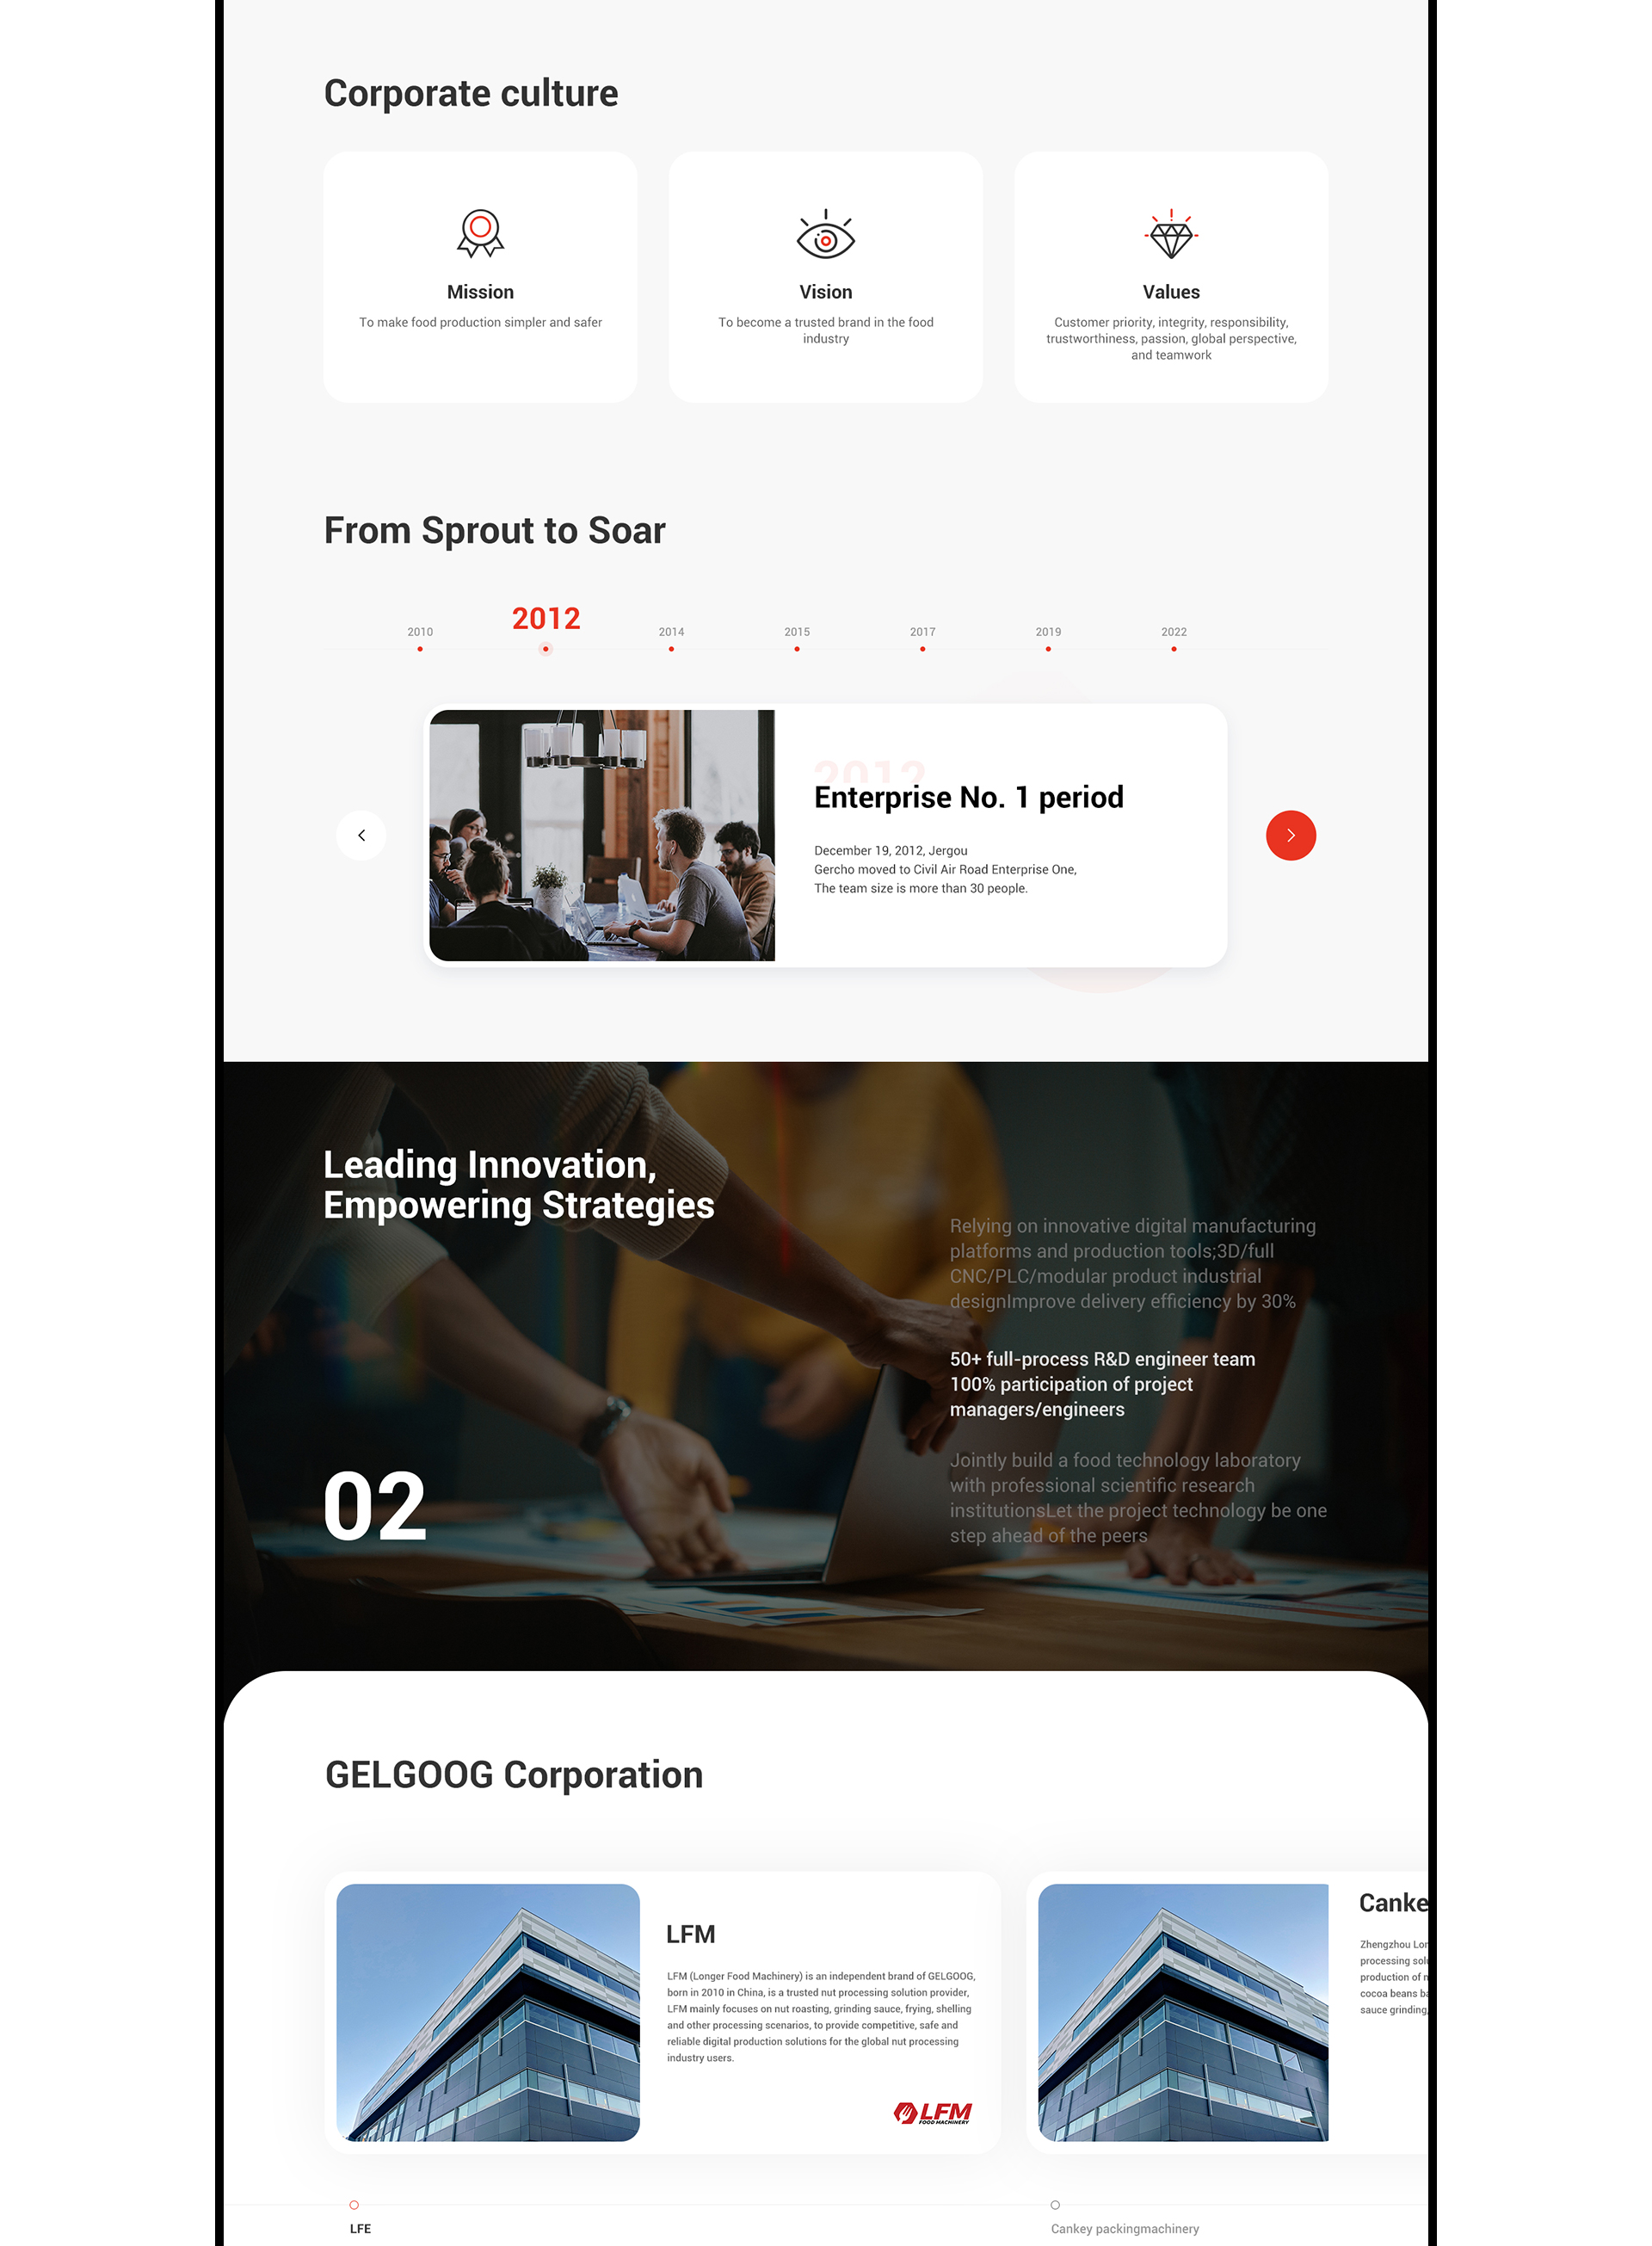 Corporate culture
Mission
To make food production simpler and safer
Vision
To become a trusted brand in the food
industry
Values
Customer priority, integrity, responsibility,
trustworthiness, passion, global perspective,
and teamwork
From Sprout to Soar
2010
2012
2014
2015
2017
2019
2022
2012
Enterprise No. 1 period
December 19, 2012, Jergou
Gercho moved to Civil Air Road Enterprise One,
The team size is more than 30 people.
Leading Innovation,
Empowering Strategies
Relying on innovative digital manufacturing
platforms and production tools;3D/full
CNC/PLC/modular product industrial
designImprove delivery efficiency by 30%
50+ full-process R&D engineer team
100% participation of project
managers/engineers
Jointly build a food technology laboratory
with professional scientific research
institutionsLet the project technology be one
step ahead of the peers
02
GELGOOG Corporation
LFM
LFM (Longer Food Machinery) is an independent brand of GELGOOG,
born in 2010 in China, is a trusted nut processing solution provider,
LFM mainly focuses on nut roasting, grinding sauce, frying, shelling
and other processing scenarios, to provide competitive, safe and
reliable digital production solutions for the global nut processing
industry users.
LFM
FOOD MACHINERY
Canke
Zhengzhou Lon
processing solu
production of
cocoa beans
sauce grinding,
LFE
Cankey packingmachinery